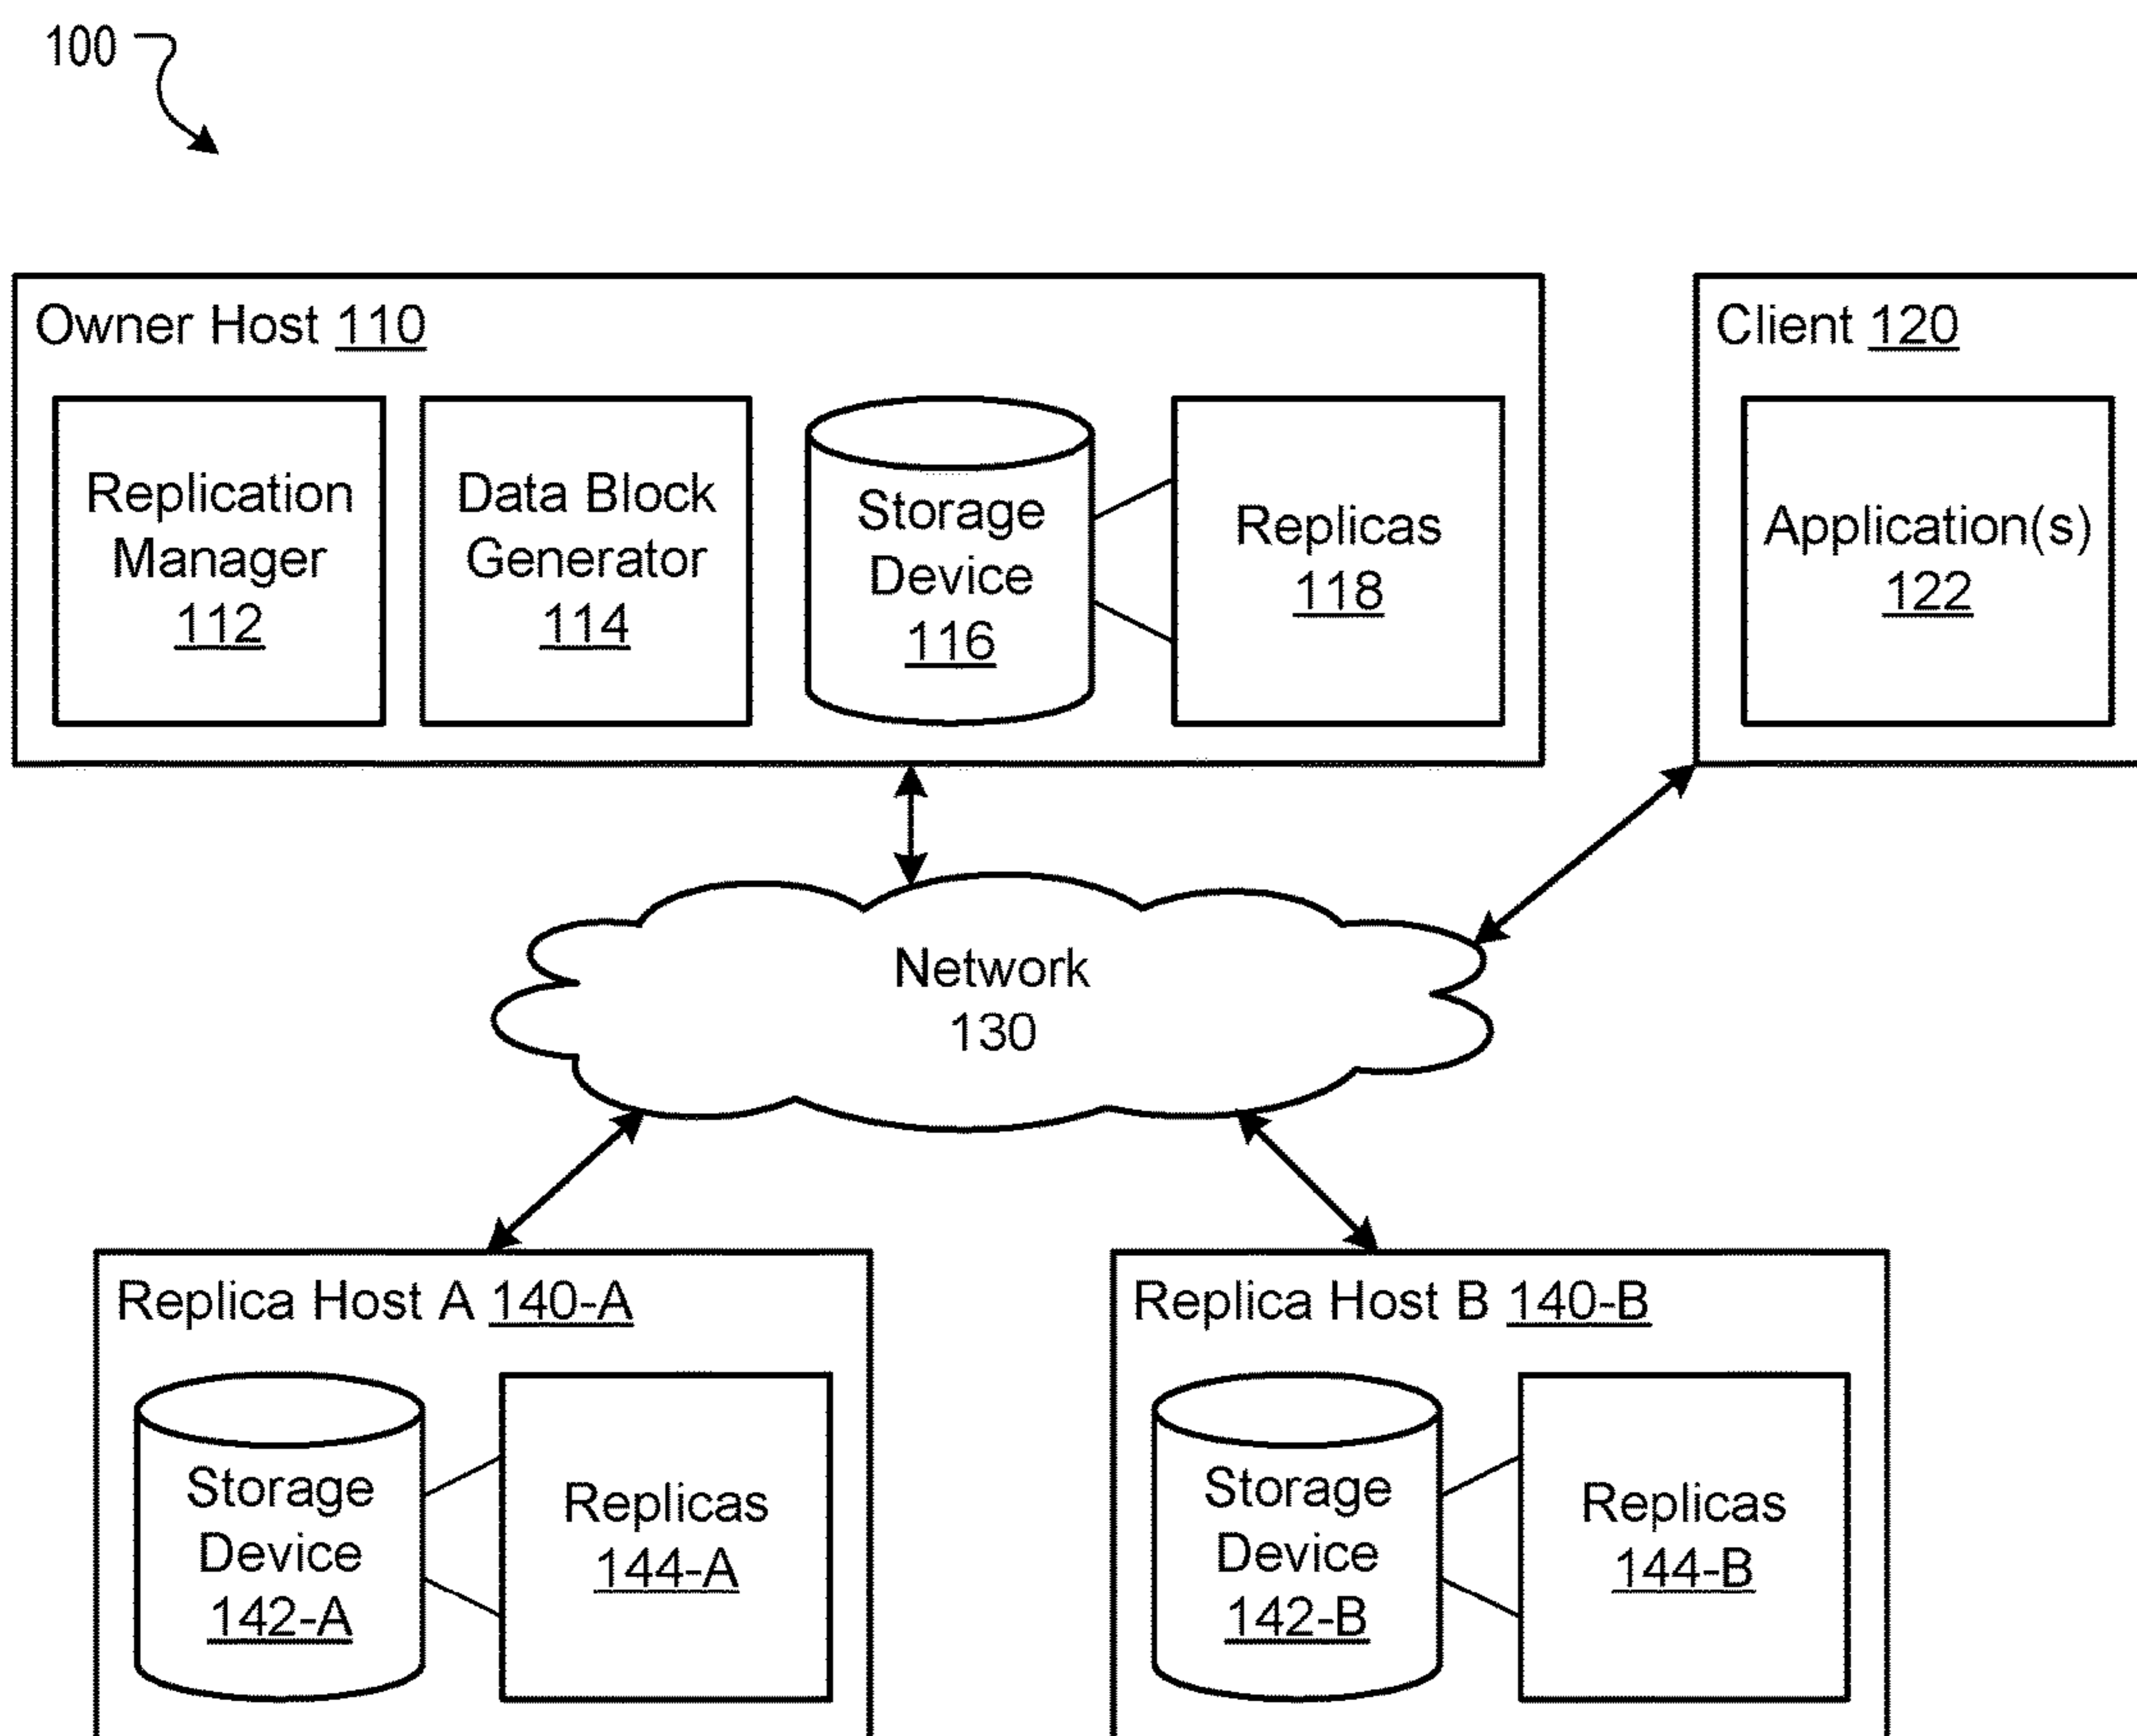 100
Owner Host 110
Replication
Manager
112
Data Block
Generator
114
Storage
Device
116
Replicas
118
Client 120
Application(s)
122
Network
130
Replica Host A 140-A
Storage
Device
142-A
Replicas
144-A
Replica Host B 140-B
Storage
Device
142-B
Replicas
144-B